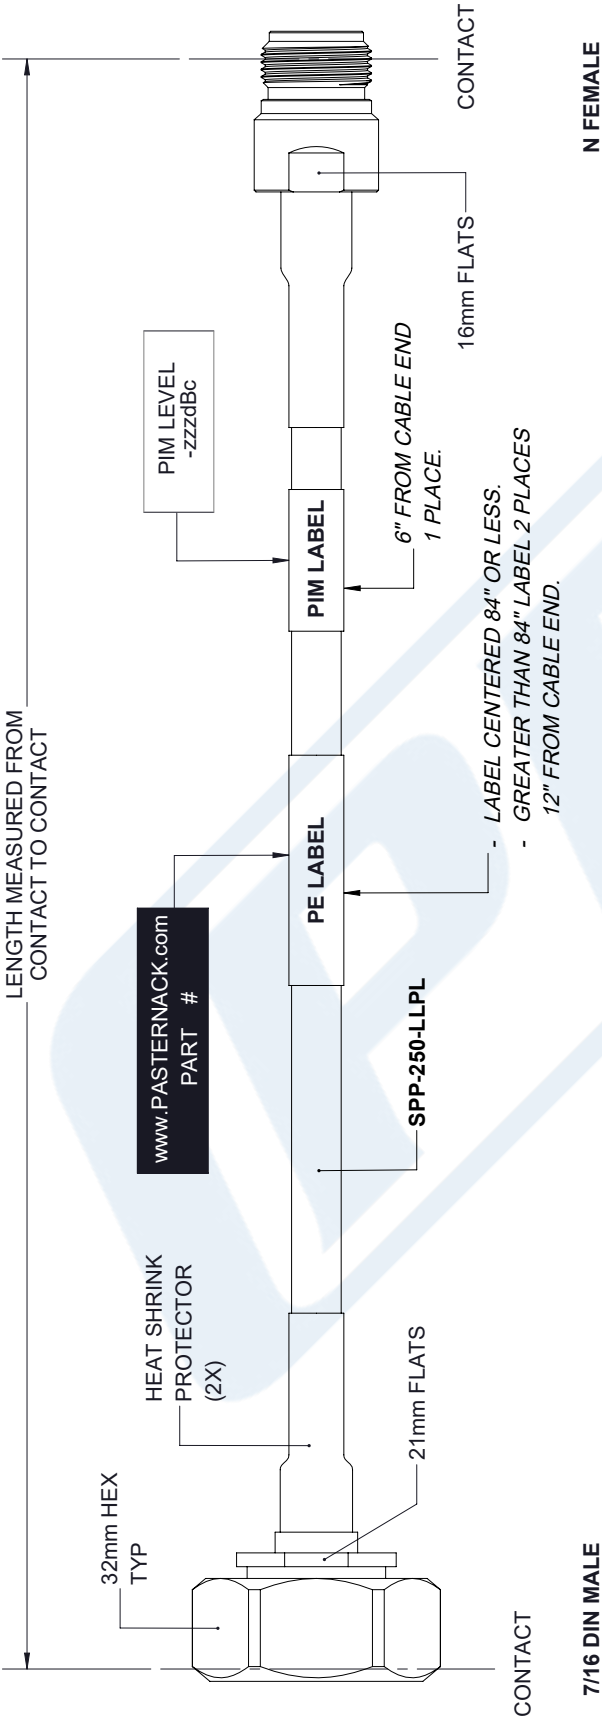 LENGTH MEASURED FROM
CONTACT TO CONTACT
32mm HEX
TYP
HEAT SHRINK
PROTECTOR
(2X)
www.PASTERNACK.com
PART #
PIM LEVEL
-zzzdBc
PE LABEL
PIM LABEL
21mm FLATS
SPP-250-LLPL
6" FROM CABLE END
1 PLACE.
16mm FLATS
- LABEL CENTERED 84" OR LESS.
- GREATER THAN 84" LABEL 2 PLACES
12" FROM CABLE END.
CONTACT
CONTACT
7/16 DIN MALE
N FEMALE